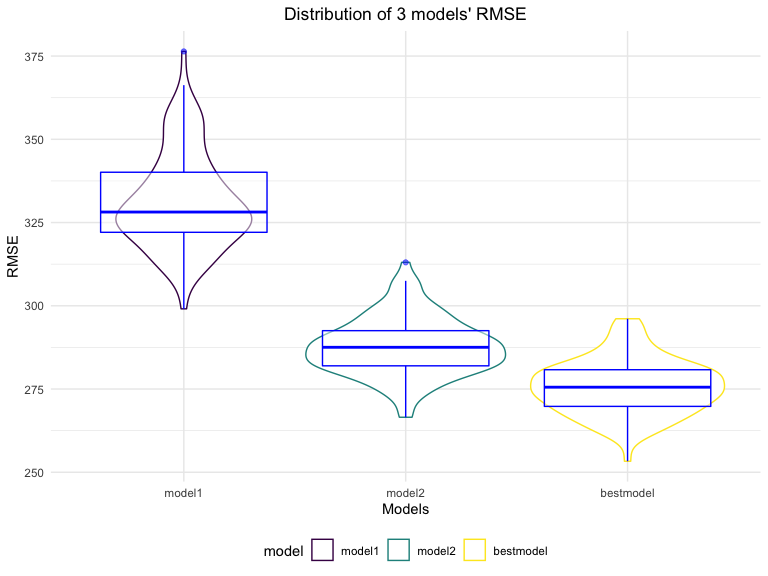 Distribution of 3 models' RMSE
375
350
325
300
275
250
RMSE
model1 model2 bestmodel
Models
model model1 model2 bestmodel